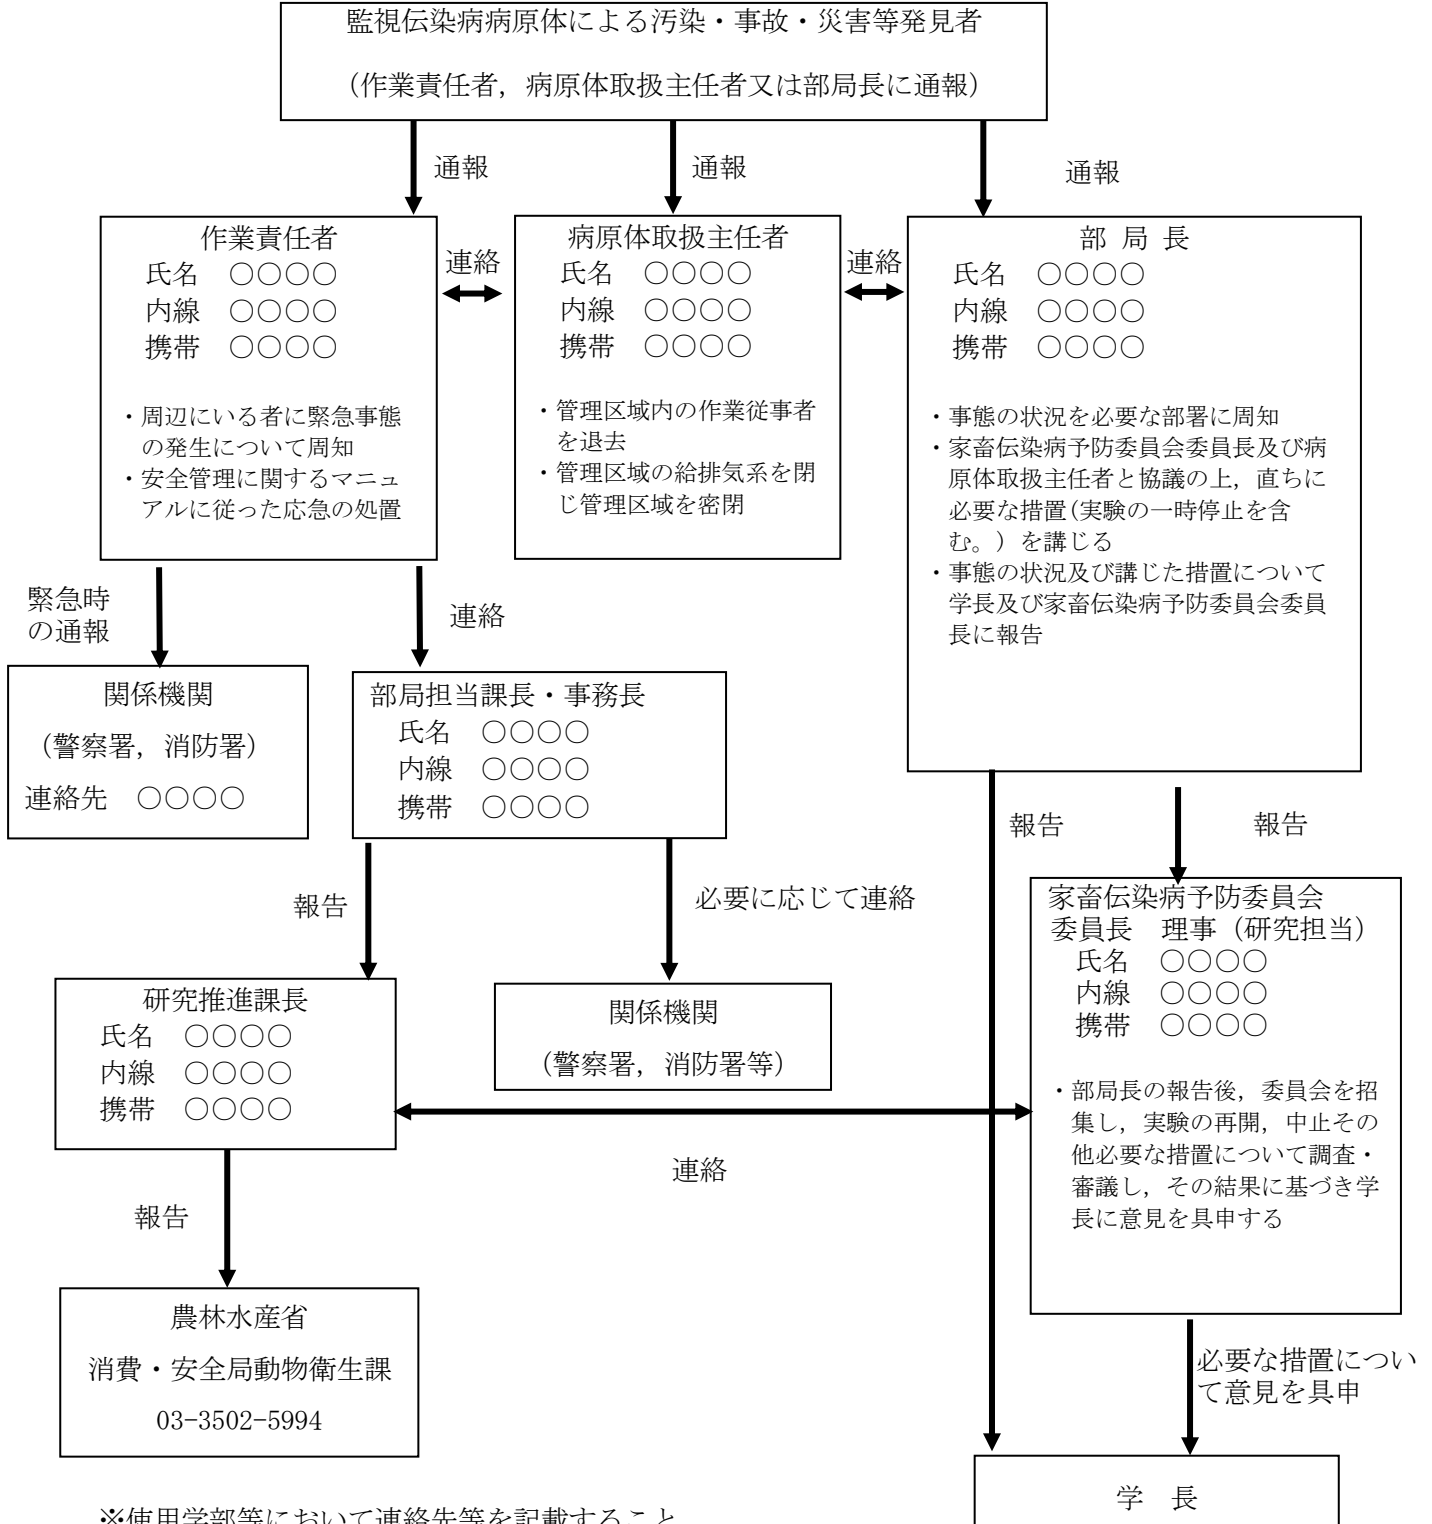 監視伝染病病原体による汚染・事故・災害等発見者
（作業責任者，病原体取扱主任者又は部局長に通報）
通報
通報
通報
作業責任者
氏名　○○○○
内線　○○○○
携帯　○○○○
・周辺にいる者に緊急事態
の発生について周知
・安全管理に関するマニュ
アルに従った応急の処置
連絡
病原体取扱主任者
氏名　○○○○
内線　○○○○
携帯　○○○○
・管理区域内の作業従事者
を退去
・管理区域の給排気系を閉
じ管理区域を密閉
連絡
部 局 長
氏名　○○○○
内線　○○○○
携帯　○○○○
・事態の状況を必要な部署に周知
・家畜伝染病予防委員会委員長及び病
原体取扱主任者と協議の上，直ちに
必要な措置(実験の一時停止を含
む。）を講じる
・事態の状況及び講じた措置について
学長及び家畜伝染病予防委員会委員
長に報告
緊急時
の通報
連絡
関係機関
（警察署，消防署）
連絡先　○○○○
部局担当課長・事務長
氏名　○○○○
内線　○○○○
携帯　○○○○
報告
報告
報告
必要に応じて連絡
家畜伝染病予防委員会
委員長　理事（研究担当）
氏名　○○○○
内線　○○○○
携帯　○○○○
・部局長の報告後，委員会を招
集し，実験の再開，中止その
他必要な措置について調査・
審議し，その結果に基づき学
長に意見を具申する
研究推進課長
氏名　○○○○
内線　○○○○
携帯　○○○○
関係機関
（警察署，消防署等）
連絡
報告
農林水産省
消費・安全局動物衛生課
03-3502-5994
必要な措置につい
て意見を具申
学　長
※使用学部等において連絡先等を記載すること